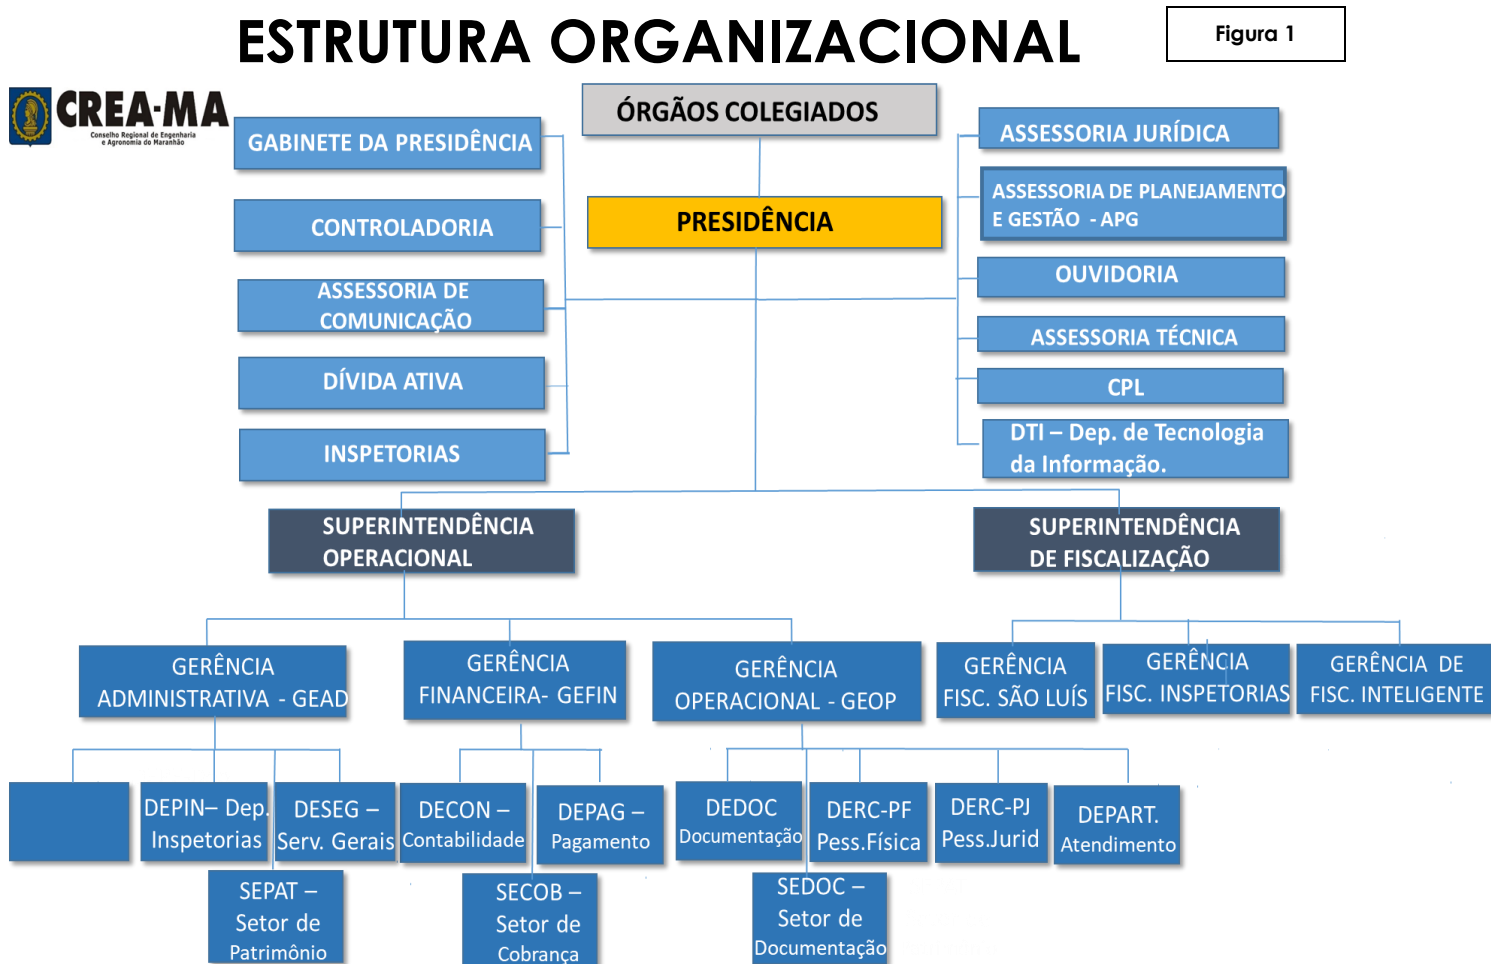 ESTRUTURA ORGANIZACIONAL
Figura 1
CREA-MA
Conselho Regional de Engenharia
e Agronomia do Maranhão
ÓRGÃOS COLEGIADOS
PRESIDÊNCIA
GABINETE DA PRESIDÊNCIA
CONTROLADORIA
ASSESSORIA DE
COMUNICAÇÃO
DÍVIDA ATIVA
INSPETORIAS
ASSESSORIA JURÍDICA
ASSESSORIA DE PLANEJAMENTO
E GESTÃO - APG
OUVIDORIA
ASSESSORIA TÉCNICA
CPL
DTI – Dep. de Tecnologia
da Informação.
SUPERINTENDÊNCIA
OPERACIONAL
SUPERINTENDÊNCIA
DE FISCALIZAÇÃO
GERÊNCIA
ADMINISTRATIVA - GEAD
GERÊNCIA
FINANCEIRA- GEFIN
GERÊNCIA
OPERACIONAL - GEOP
GERÊNCIA
FISC. SÃO LUÍS
GERÊNCIA
FISC. INSPETORIAS
GERÊNCIA DE
FISC. INTELIGENTE
DEPIN– Dep.
Inspetorias
DESEG –
Serv. Gerais
DECON –
Contabilidade
DEPAG –
Pagamento
DEDOC
Documentação
DERC-PF
Pess.Física
DERC-PJ
Pess.Jurid
DEPART.
Atendimento
SEPAT –
Setor de
Patrimônio
SECOB –
Setor de
Cobrança
SEDOC –
Setor de
Documentação